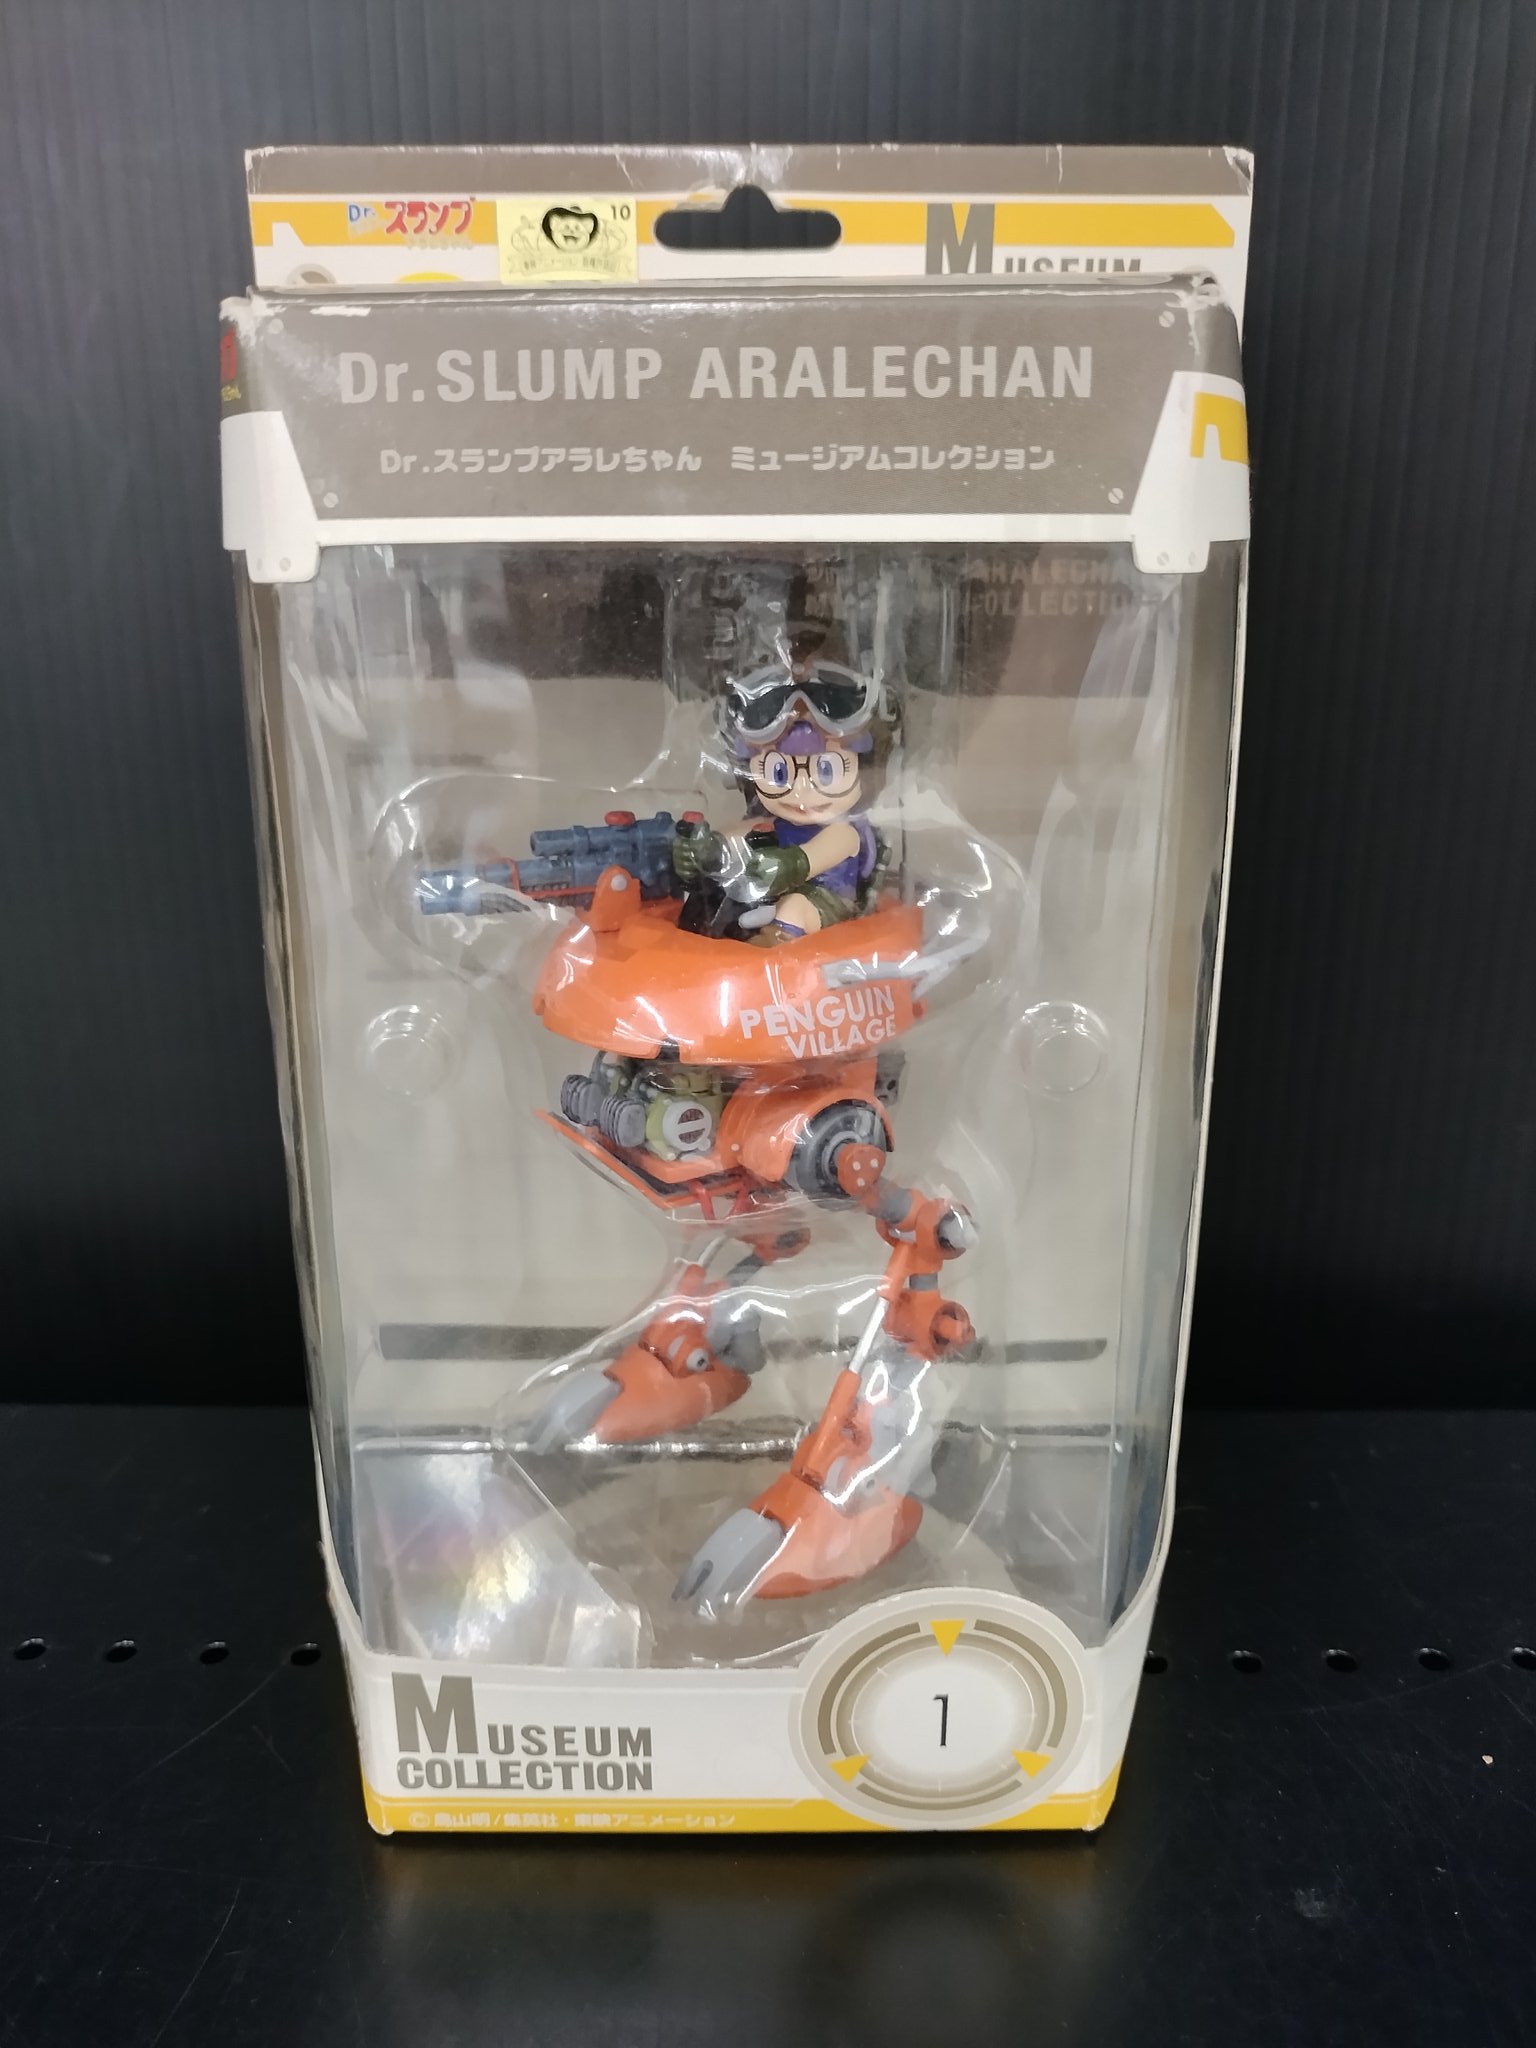 Dr.スランプ
10
MUSEUM
Dr. SLUMP ARALECHAN
Dr.スランプアラレちゃん ミュージアムコレクション
PENGUIN
VILLAGE
MUSEUM
COLLECTION
1
©鳥山明/集英社・東映アニメーション